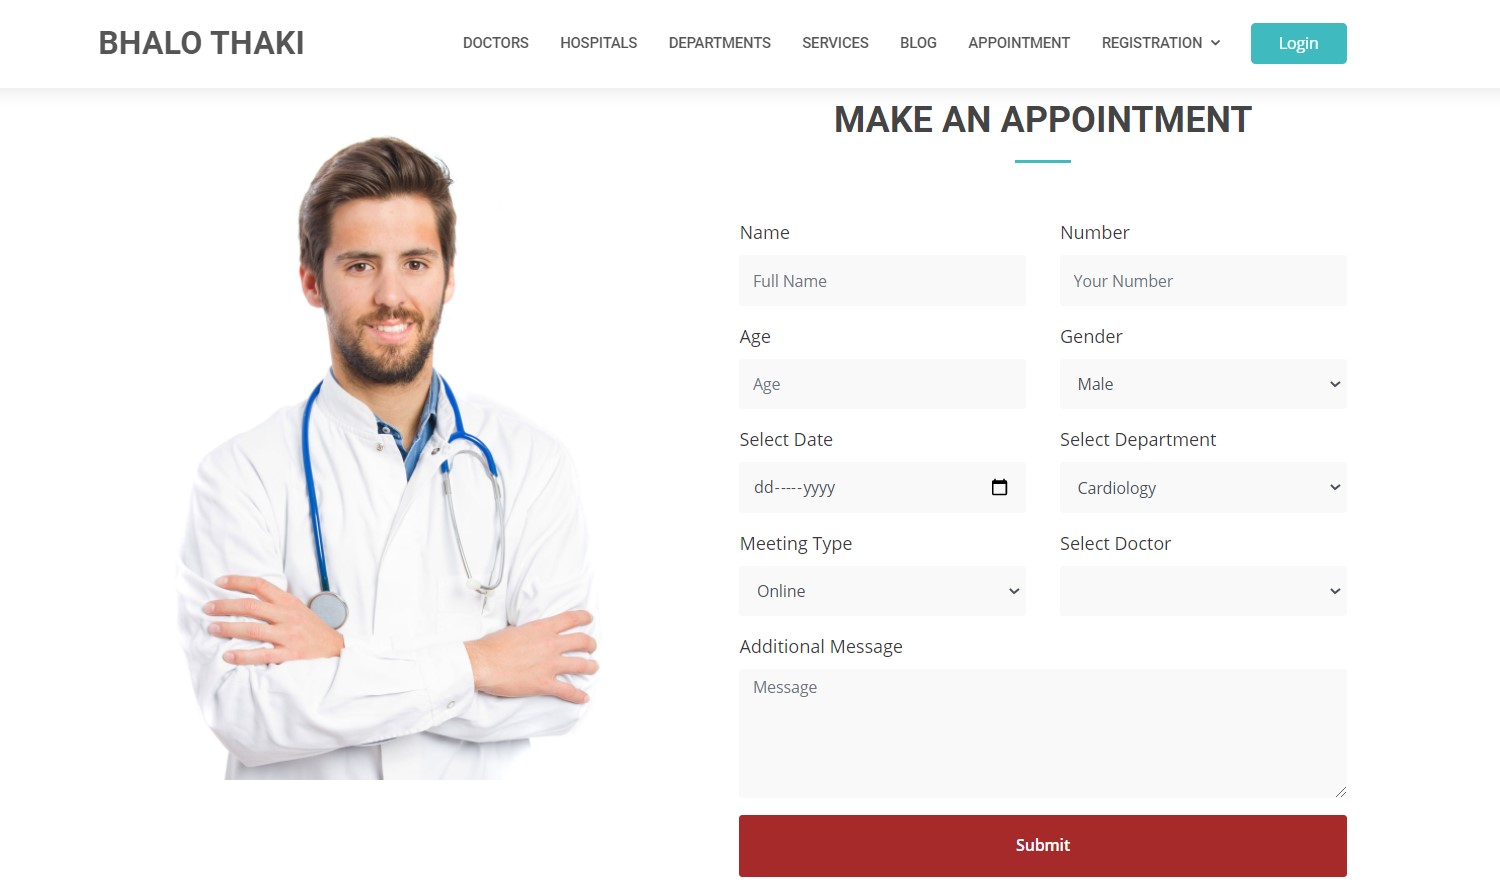 BHALO THAKI
DOCTORS HOSPITALS DEPARTMENTS SERVICES BLOG APPOINTMENT REGISTRATION Login
MAKE AN APPOINTMENT
Name Number
Full Name Your Number
Age Gender
Age Male
Select Date Select Department
dd-----yyyy Cardiology
Meeting Type Select Doctor
Online
Additional Message
Message
Submit